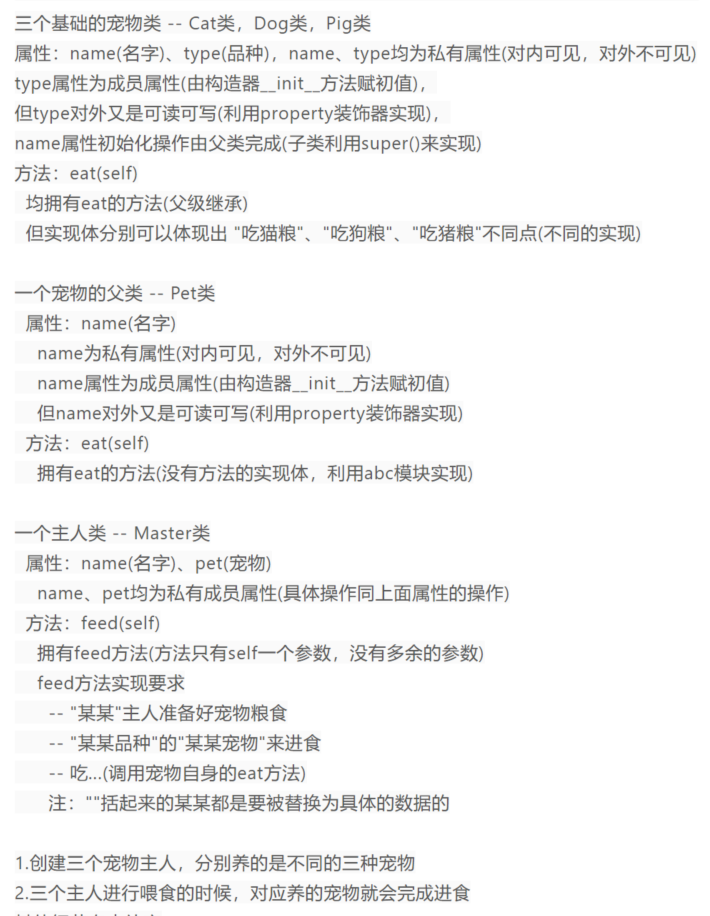 三个基础的宠物类 -- Cat类，Dog类，Pig类
属性：name(名字)、type(品种)，name、type均为私有属性(对内可见，对外不可见)
type属性为成员属性(由构造器__init__方法赋初值)，
但type对外又是可读可写(利用property装饰器实现)，
name属性初始化操作由父类完成(子类利用super()来实现)
方法：eat(self)
均拥有eat的方法(父级继承)
但实现体分别可以体现出 "吃猫粮"、"吃狗粮"、"吃猪粮"不同点(不同的实现)
一个宠物的父类 -- Pet类
属性：name(名字)
name为私有属性(对内可见，对外不可见)
name属性为成员属性(由构造器__init__方法赋初值)
但name对外又是可读可写(利用property装饰器实现)
方法：eat(self)
拥有eat的方法(没有方法的实现体，利用abc模块实现)
一个主人类 -- Master类
属性：name(名字)、pet(宠物)
name、pet均为私有成员属性(具体操作同上面属性的操作)
方法：feed(self)
拥有feed方法(方法只有self一个参数，没有多余的参数)
feed方法实现要求
-- "某某"主人准备好宠物粮食
-- "某某品种"的"某某宠物"来进食
-- 吃...(调用宠物自身的eat方法)
注：""括起来的某某都是要被替换为具体的数据的
1.创建三个宠物主人，分别养的是不同的三种宠物
2.三个主人进行喂食的时候，对应养的宠物就会完成进食